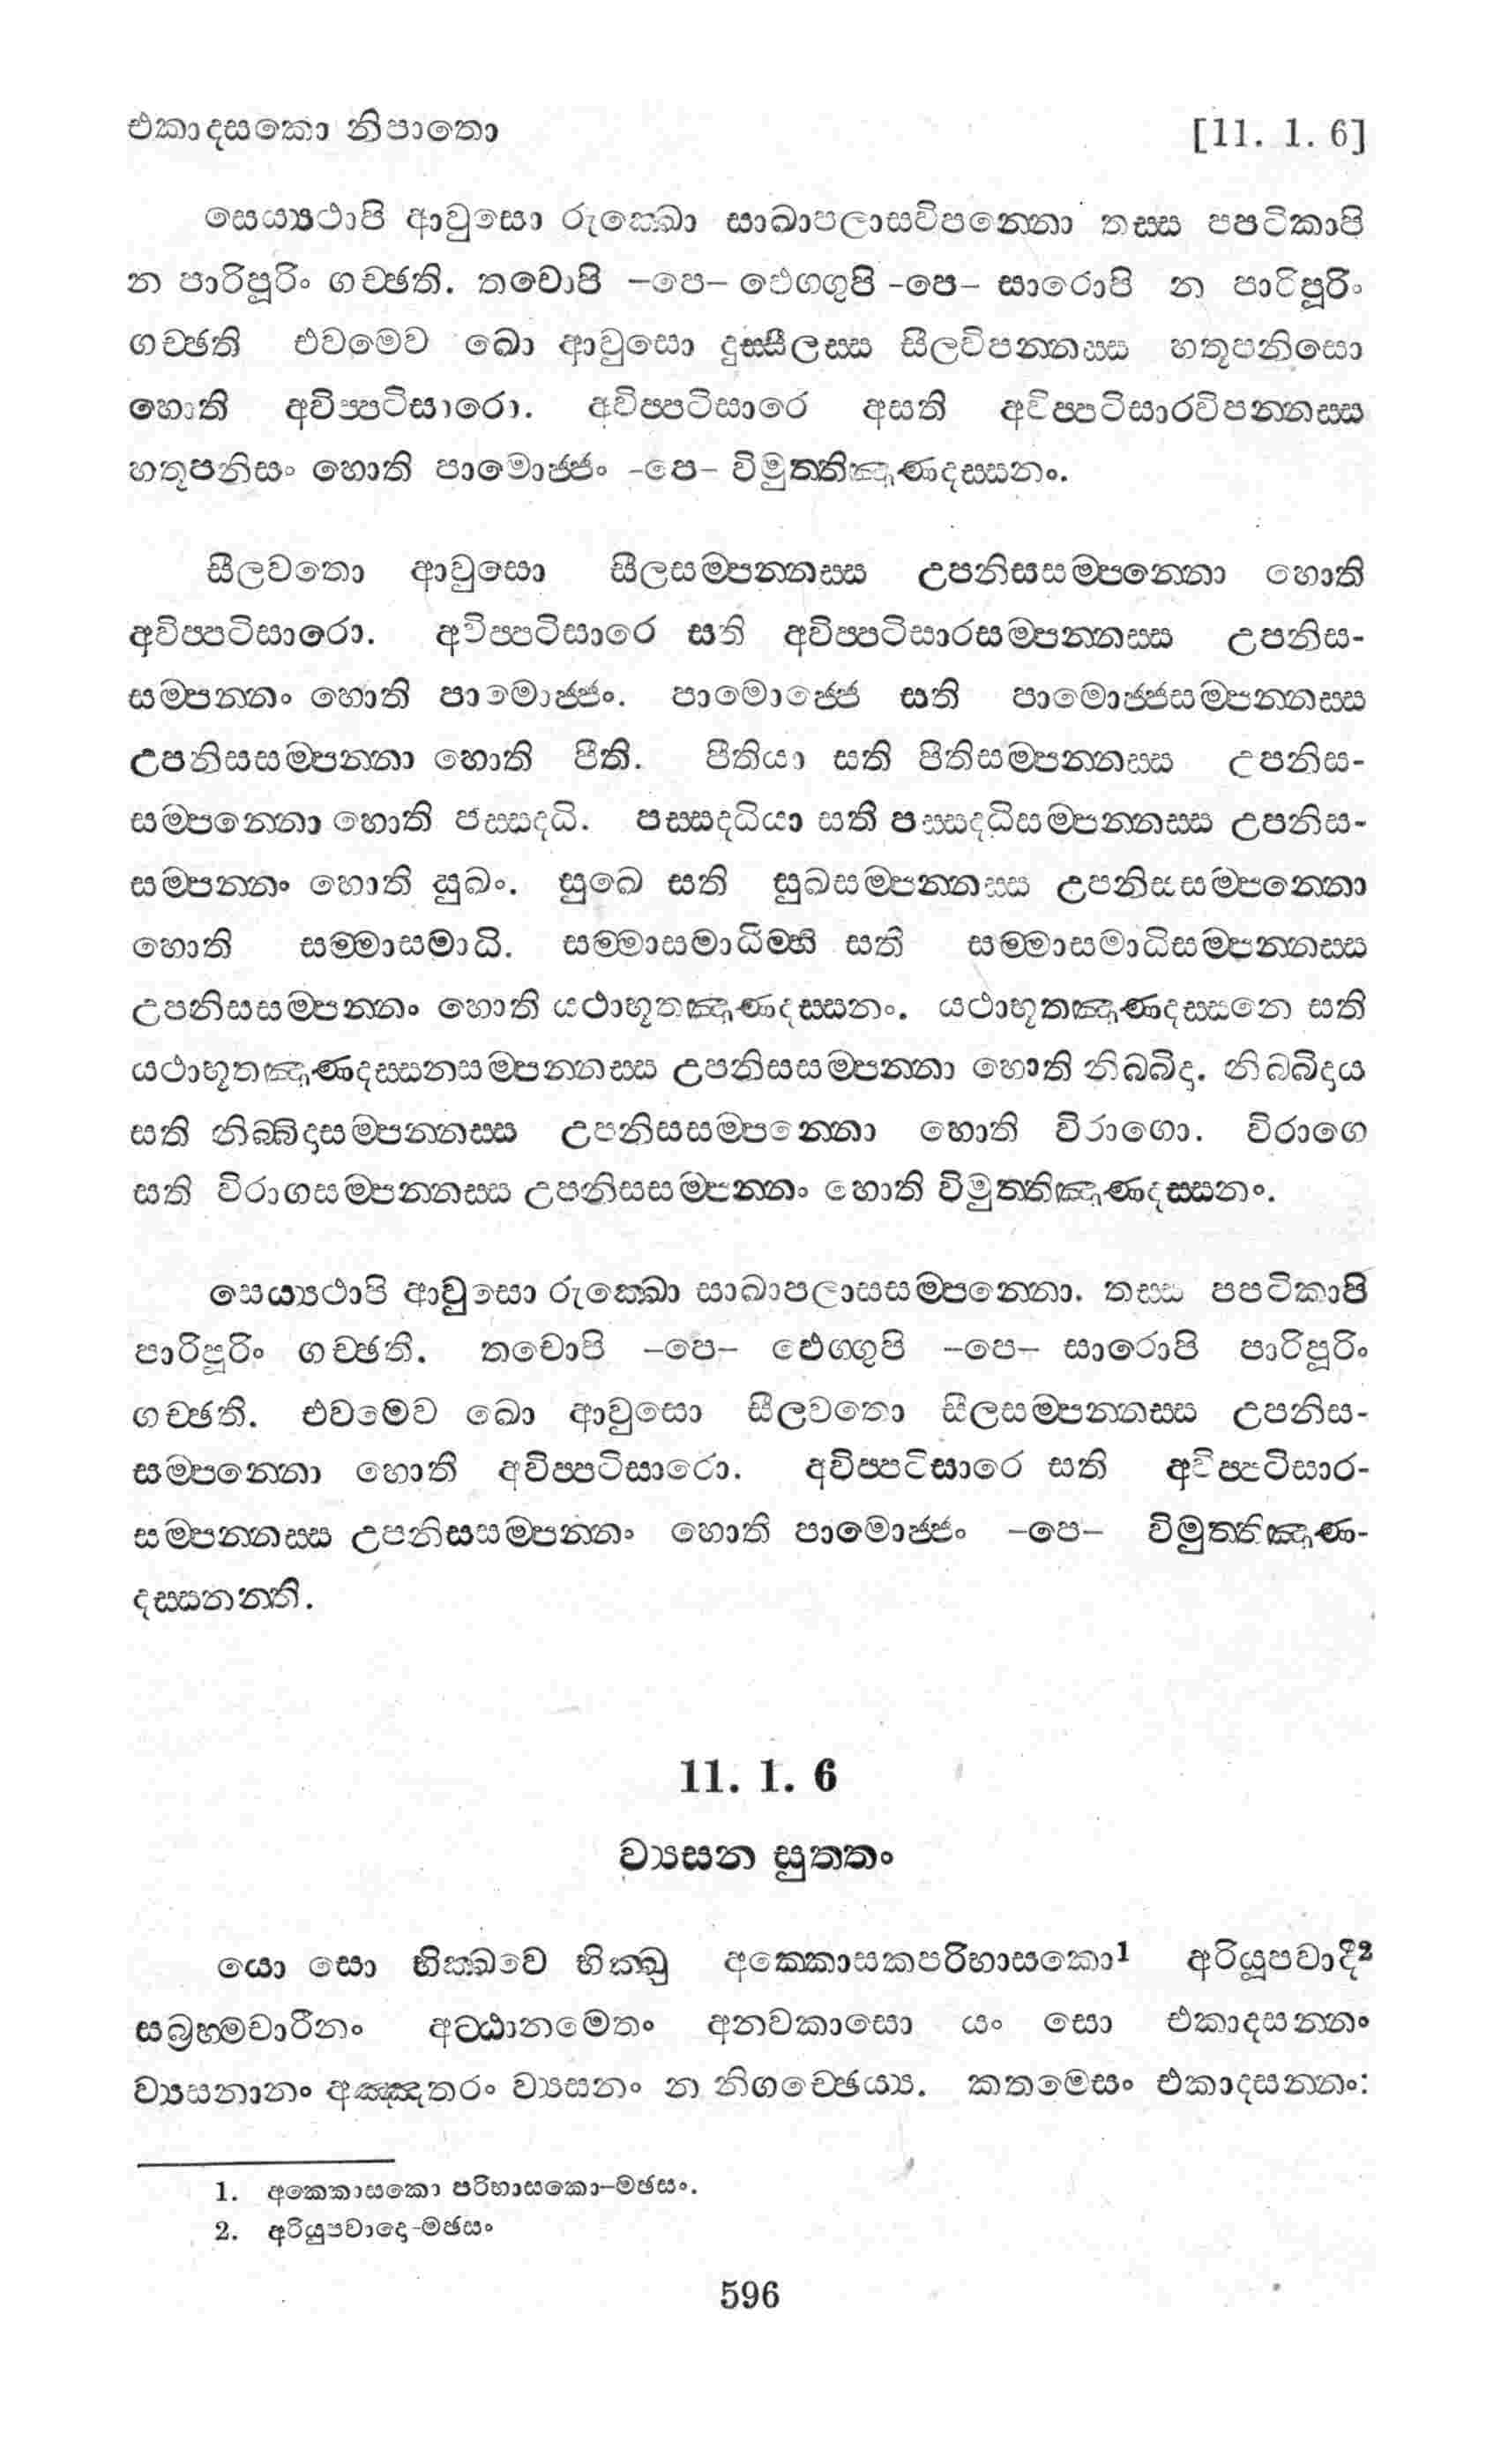 එකාදසකො නිපාතො [11. 1. 6]
සෙය්‍යථාපි ආවුසො රුක්ඛො සාඛාපලාසවිපන්නො තස්ස පපටිකාපි
න පාරිපූරිං ගච්ඡති. තචොපි –පෙ– ඵෙග්ගුපි -පෙ– සාරොපි න පාරිපූරිං
ගච්ඡති එවමෙව ඛො ආවුසො දුස්සීලස්ස සීලවිපන්නස්ස හතූපනිසො
හොති අවිප්පටිසාරො. අවිප්පටිසාරෙ අසති අවිප්පටිසාරවිපන්නස්ස
හතූපනිසං හොති පාමොජ්ජං -පෙ– විමුත්තිඤාණදස්සනං.
සීලවතො ආවුසො සීලසම්පන්නස්ස උපනිසසම්පන්නො හොති
අවිප්පටිසාරො. අවිප්පටිසාරෙ සති අවිප්පටිසාරසම්පන්නස්ස උපනිස-
සම්පන්නං හොති පාමොජ්ජං. පාමොජ්ජෙ සති පාමොජ්ජසම්පන්නස්ස
උපනිසසම්පන්නා හොති පීති. පීතියා සති පීතිසම්පන්නස්ස උපනිස-
සම්පන්නො හොති පස්සද්ධි. පස්සද්ධියා සති පස්සද්ධිසම්පන්නස්ස උපනිස-
සම්පන්නං හොති සුඛං. සුඛෙ සති සුඛසම්පන්නස්ස උපනිසසම්පන්නො
හොති සම්මාසමාධි. සම්මාසමාධිම්හි සති සම්මාසමාධිසම්පන්නස්ස
උපනිසසම්පන්නං හොති යථාභූතඤාණදස්සනං. යථාභූතඤාණදස්සනෙ සති
යථාභූතඤාණදස්සනසම්පන්නස්ස උපනිසසම්පන්නා හොති නිබ්බිදා. නිබ්බිදාය
සති නිබ්බිදාසම්පන්නස්ස උපනිසසම්පන්නො හොති විරාගො. විරාගෙ
සති විරාගසම්පන්නස්ස උපනිසසම්පන්නං හොති විමුත්තිඤාණදස්සනං.
සෙය්‍යථාපි ආවුසො රුක්ඛො සාඛාපලාසසම්පන්නො. තස්ස පපටිකාපි
පාරිපූරිං ගච්ඡති. තචොපි –පෙ– ඵෙග්ගුපි –පෙ– සාරොපි පාරිපූරිං
ගච්ඡති. එවමෙව ඛො ආවුසො සීලවතො සීලසම්පන්නස්ස උපනිස-
සම්පන්නො හොති අවිප්පටිසාරො. අවිප්පටිසාරෙ සති අවිප්පටිසාර-
සම්පන්නස්ස උපනිසසම්පන්නං හොති පාමොජ්ජං –පෙ– විමුත්තිඤාණ-
දස්සනන්ති.
11. 1. 6
ව්‍යසන සුත්තං
යො සො භික්ඛවෙ භික්ඛු අක්කොසකපරිභාසකො1 අරියූපවාදී2
සබ්‍රහ්මචාරීනං අට්ඨානමෙතං අනවකාසො යං සො එකාදසන්නං
ව්‍යසනානං අඤ්ඤතරං ව්‍යසනං න නිගච්ඡෙය්‍ය. කතමෙසං එකාදසන්නං:
1. අක්කොසකො පරිභාසකො–මඡසං.
2. අරියුපවාදො-මඡසං
596